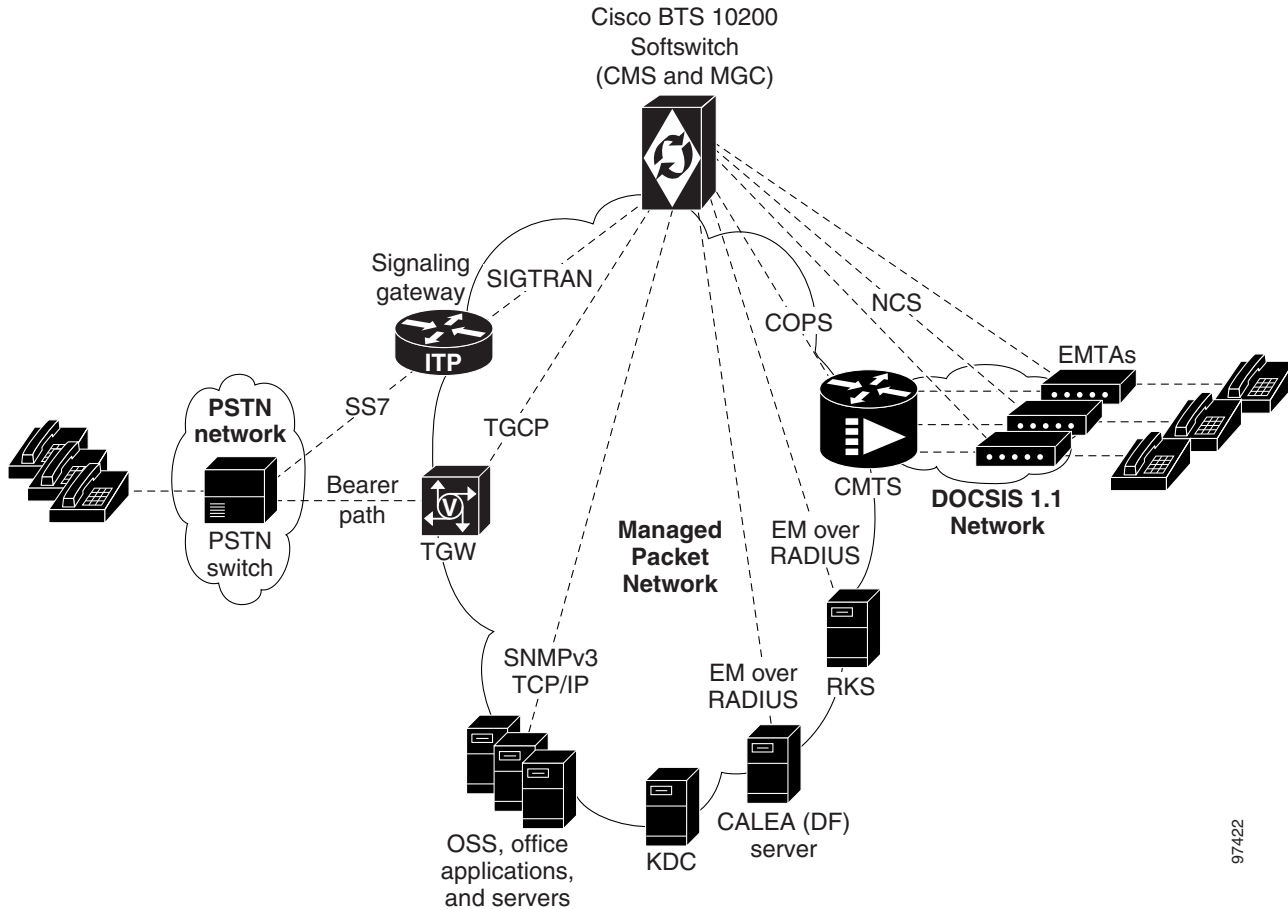 Cisco BTS 10200
Softswitch
(CMS and MGC)
Signaling
gateway
SIGTRAN
ITP
COPS
NCS
EMTAs
PSTN
network
SS7
TGCP
Bearer
path
PSTN
switch
V
TGW
CMTS
DOCSIS 1.1
Network
Managed
Packet
Network
EM over
RADIUS
RKS
SNMPv3
TCP/IP
EM over
RADIUS
OSS, office
applications,
and servers
KDC
CALEA (DF)
server
97422